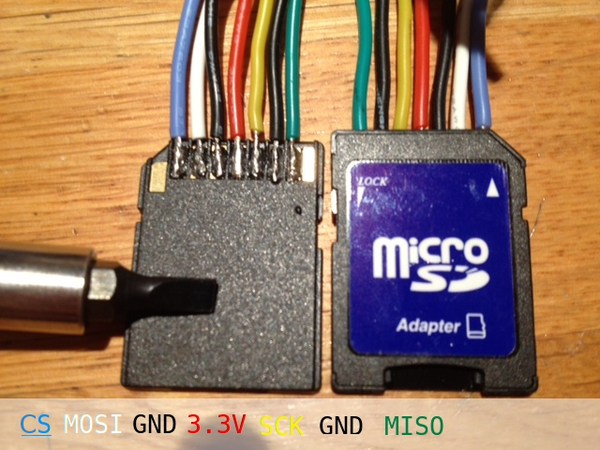 LOCK
micro
SD
Adapter
CS MOSI GND 3.3V SCK GND MISO